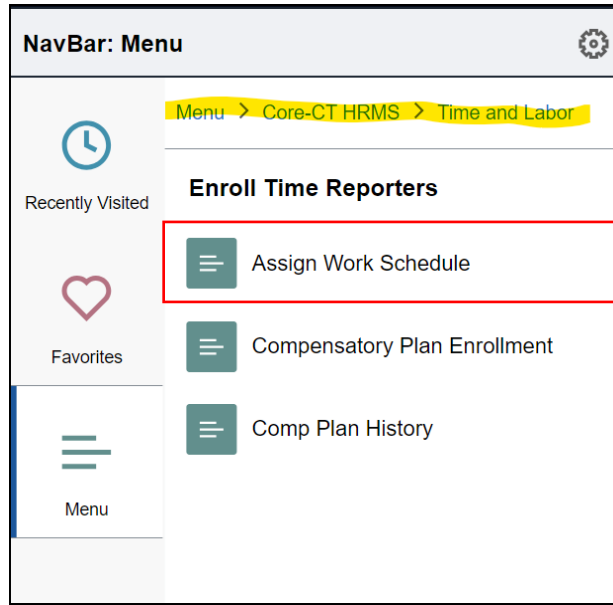 NavBar: Menu
Menu > Core-CT HRMS > Time and Labor
Recently Visited
Enroll Time Reporters
Assign Work Schedule
Favorites
Compensatory Plan Enrollment
Comp Plan History
Menu